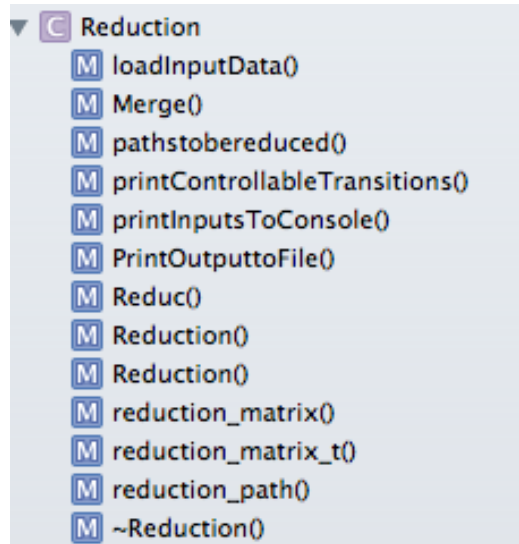 C Reduction
M loadInputData()
M Merge()
M pathstobereduced()
M printControllableTransitions()
M printInputsToConsole()
M PrintOutputtoFile()
M Reduc()
M Reduction()
M Reduction()
M reduction_matrix()
M reduction_matrix_t()
M reduction_path()
M ~Reduction()